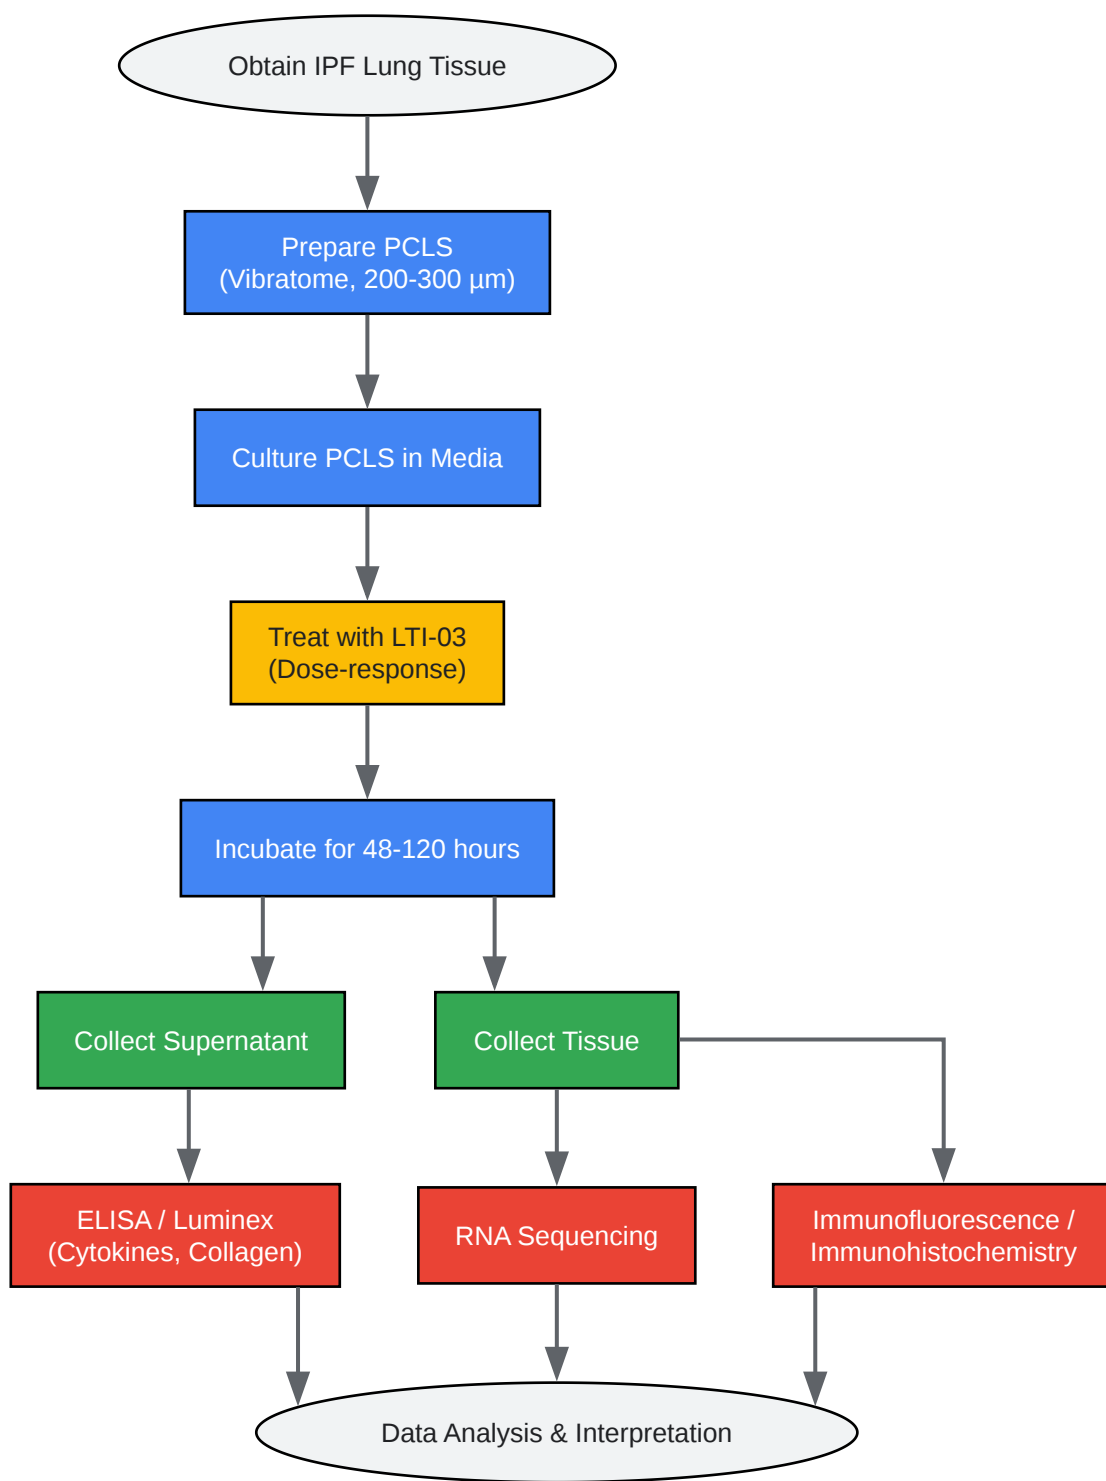 Obtain IPF Lung Tissue
Prepare PCLS
(Vibratome, 200-300 µm)
Culture PCLS in Media
Treat with LTI-03
(Dose-response)
Incubate for 48-120 hours
Collect Supernatant
Collect Tissue
ELISA / Luminex
(Cytokines, Collagen)
RNA Sequencing
Immunofluorescence /
Immunohistochemistry
Data Analysis & Interpretation